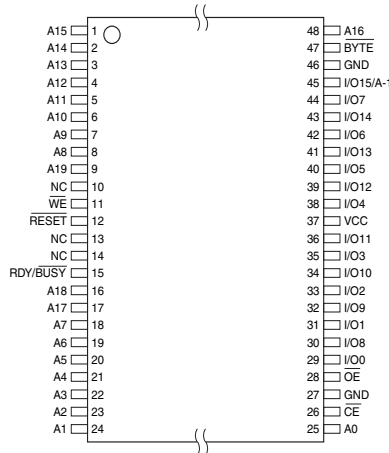 A15 1 48 A16
A14 2 47 BYTE
A13 3 46 GND
A12 4 45 I/O15/A-1
A11 5 44 I/O7
A10 6 43 I/O14
A9 7 42 I/O6
A8 8 41 I/O13
A19 9 40 I/O5
NC 10 39 I/O12
WE 11 38 I/O4
RESET 12 37 VCC
NC 13 36 I/O11
NC 14 35 I/O3
RDY/BUSY 15 34 I/O10
A18 16 33 I/O2
A17 17 32 I/O9
A7 18 31 I/O1
A6 19 30 I/O8
A5 20 29 I/O0
A4 21 28 OE
A3 22 27 GND
A2 23 26 CE
A1 24 25 A0